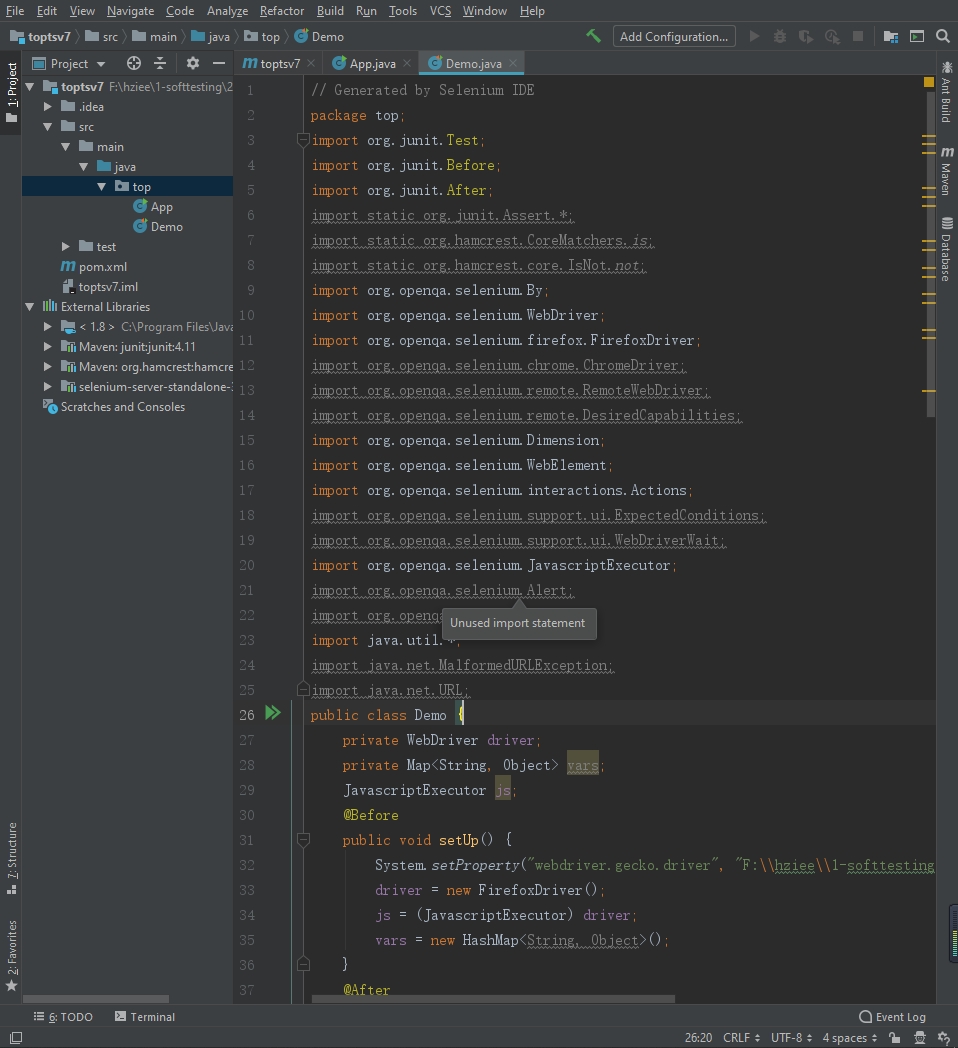 File Edit View Navigate Code Analyze Refactor Build Run Tools VCS Window Help
toptsv7 src main java top Demo Add Configuration...
Project toptsv7 App.java Demo.java
1: Project
toptsv7 F:\hziee\1-softtesting\2
.idea
src
main
java
top
App
Demo
test
pom.xml
toptsv7.iml
External Libraries
< 1.8 > C:\Program Files\Java
Maven: junit:junit:4.11
Maven: org.hamcrest:hamcre
selenium-server-standalone-3
Scratches and Consoles
7: Structure
2: Favorites
1 // Generated by Selenium IDE
2 package top;
3 import org.junit.Test;
4 import org.junit.Before;
5 import org.junit.After;
6 import static org.junit.Assert.*;
7 import static org.hamcrest.CoreMatchers.is;
8 import static org.hamcrest.core.IsNot.not;
9 import org.openqa.selenium.By;
10 import org.openqa.selenium.WebDriver;
11 import org.openqa.selenium.firefox.FirefoxDriver;
12 import org.openqa.selenium.chrome.ChromeDriver;
13 import org.openqa.selenium.remote.RemoteWebDriver;
14 import org.openqa.selenium.remote.DesiredCapabilities;
15 import org.openqa.selenium.Dimension;
16 import org.openqa.selenium.WebElement;
17 import org.openqa.selenium.interactions.Actions;
18 import org.openqa.selenium.support.ui.ExpectedConditions;
19 import org.openqa.selenium.support.ui.WebDriverWait;
20 import org.openqa.selenium.JavascriptExecutor;
21 import org.openqa.selenium.Alert;
22 import org.openqa
Unused import statement
23 import java.util.*;
24 import java.net.MalformedURLException;
25 import java.net.URL;
26 public class Demo {
27 private WebDriver driver;
28 private Map<String, Object> vars;
29 JavascriptExecutor js;
30 @Before
31 public void setUp() {
32 System.setProperty("webdriver.gecko.driver", "F:\\hziee\\1-softtesting
33 driver = new FirefoxDriver();
34 js = (JavascriptExecutor) driver;
35 vars = new HashMap<String, Object>();
36 }
37 @After
Ant Build
m Maven
Database
6: TODO Terminal Event Log
26:20 CRLF UTF-8 4 spaces